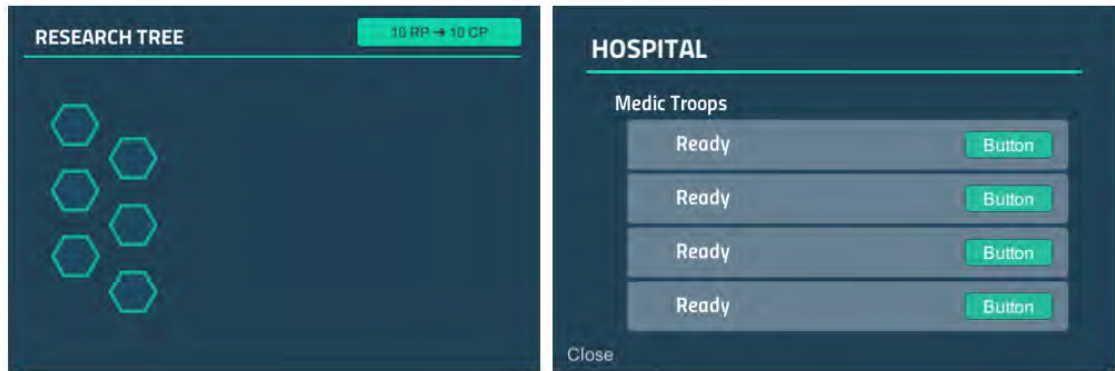 RESEARCH TREE
10 RP → 10 CP
HOSPITAL
Medic Troops
Ready
Button
Ready
Button
Ready
Button
Ready
Button
Close